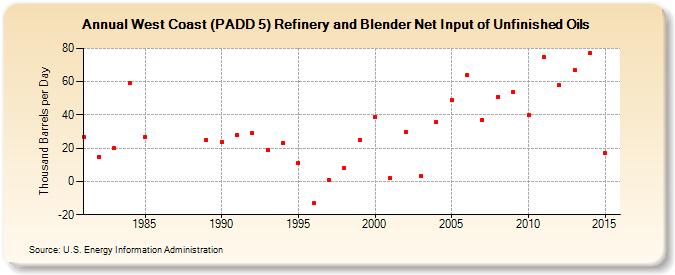 Annual West Coast (PADD 5) Refinery and Blender Net Input of Unfinished Oils
Thousand Barrels per Day
80
60
40
20
0
-20
1985 1990 1995 2000 2005 2010 2015
Source: U.S. Energy Information Administration